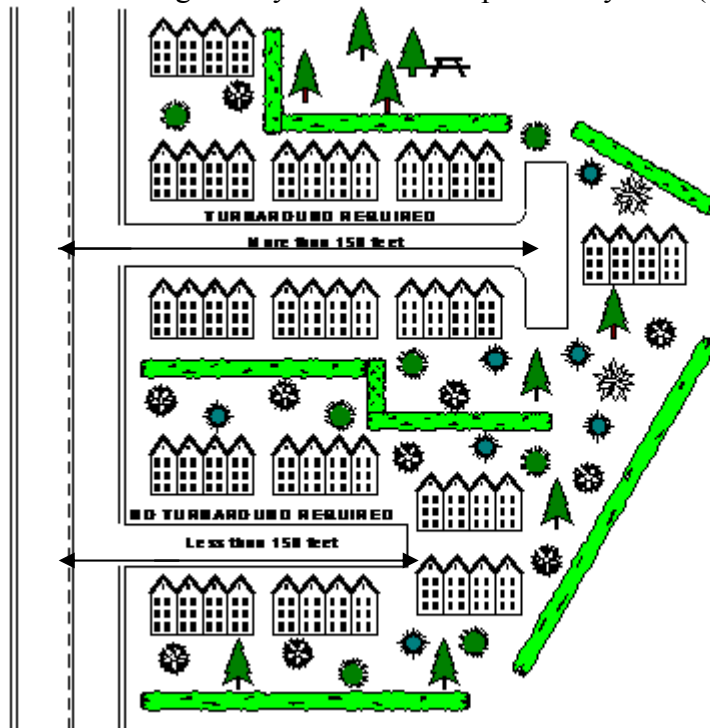 TURNAROUND REQUIRED
More than 150 feet
NO TURNAROUND REQUIRED
Less than 150 feet